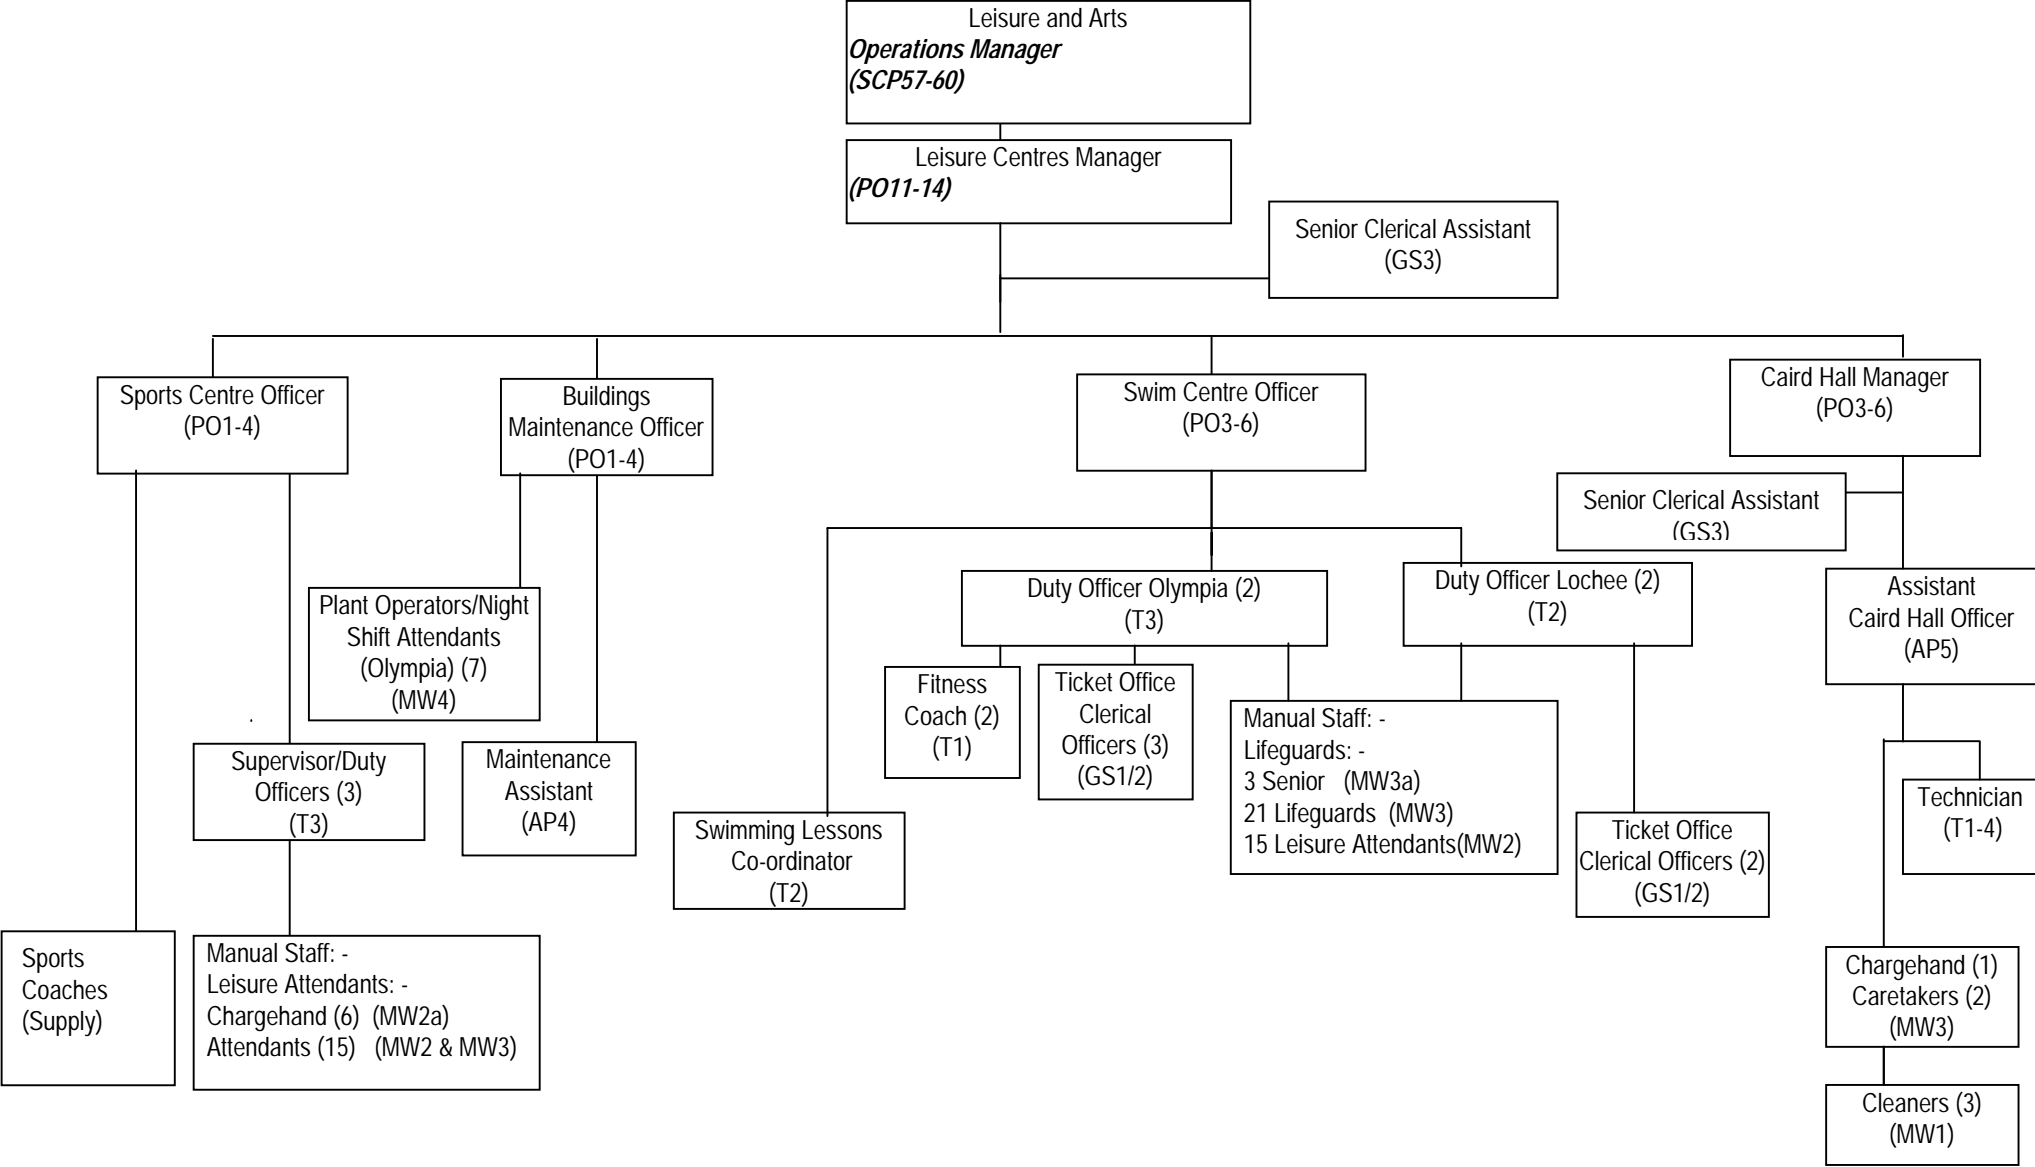 Leisure and Arts
Operations Manager
(SCP57-60)
Leisure Centres Manager
(PO11-14)
Senior Clerical Assistant
(GS3)
Sports Centre Officer
(PO1-4)
Buildings
Maintenance Officer
(PO1-4)
Swim Centre Officer
(PO3-6)
Caird Hall Manager
(PO3-6)
Senior Clerical Assistant
(GS3)
Plant Operators/Night
Shift Attendants
(Olympia) (7)
(MW4)
Duty Officer Olympia (2)
(T3)
Duty Officer Lochee (2)
(T2)
Assistant
Caird Hall Officer
(AP5)
Fitness
Coach (2)
(T1)
Ticket Office
Clerical
Officers (3)
(GS1/2)
Manual Staff: -
Lifeguards: -
3 Senior (MW3a)
21 Lifeguards (MW3)
15 Leisure Attendants(MW2)
Supervisor/Duty
Officers (3)
(T3)
Maintenance
Assistant
(AP4)
Swimming Lessons
Co-ordinator
(T2)
Ticket Office
Clerical Officers (2)
(GS1/2)
Technician
(T1-4)
Sports
Coaches
(Supply)
Manual Staff: -
Leisure Attendants: -
Chargehand (6) (MW2a)
Attendants (15) (MW2 & MW3)
Chargehand (1)
Caretakers (2)
(MW3)
Cleaners (3)
(MW1)